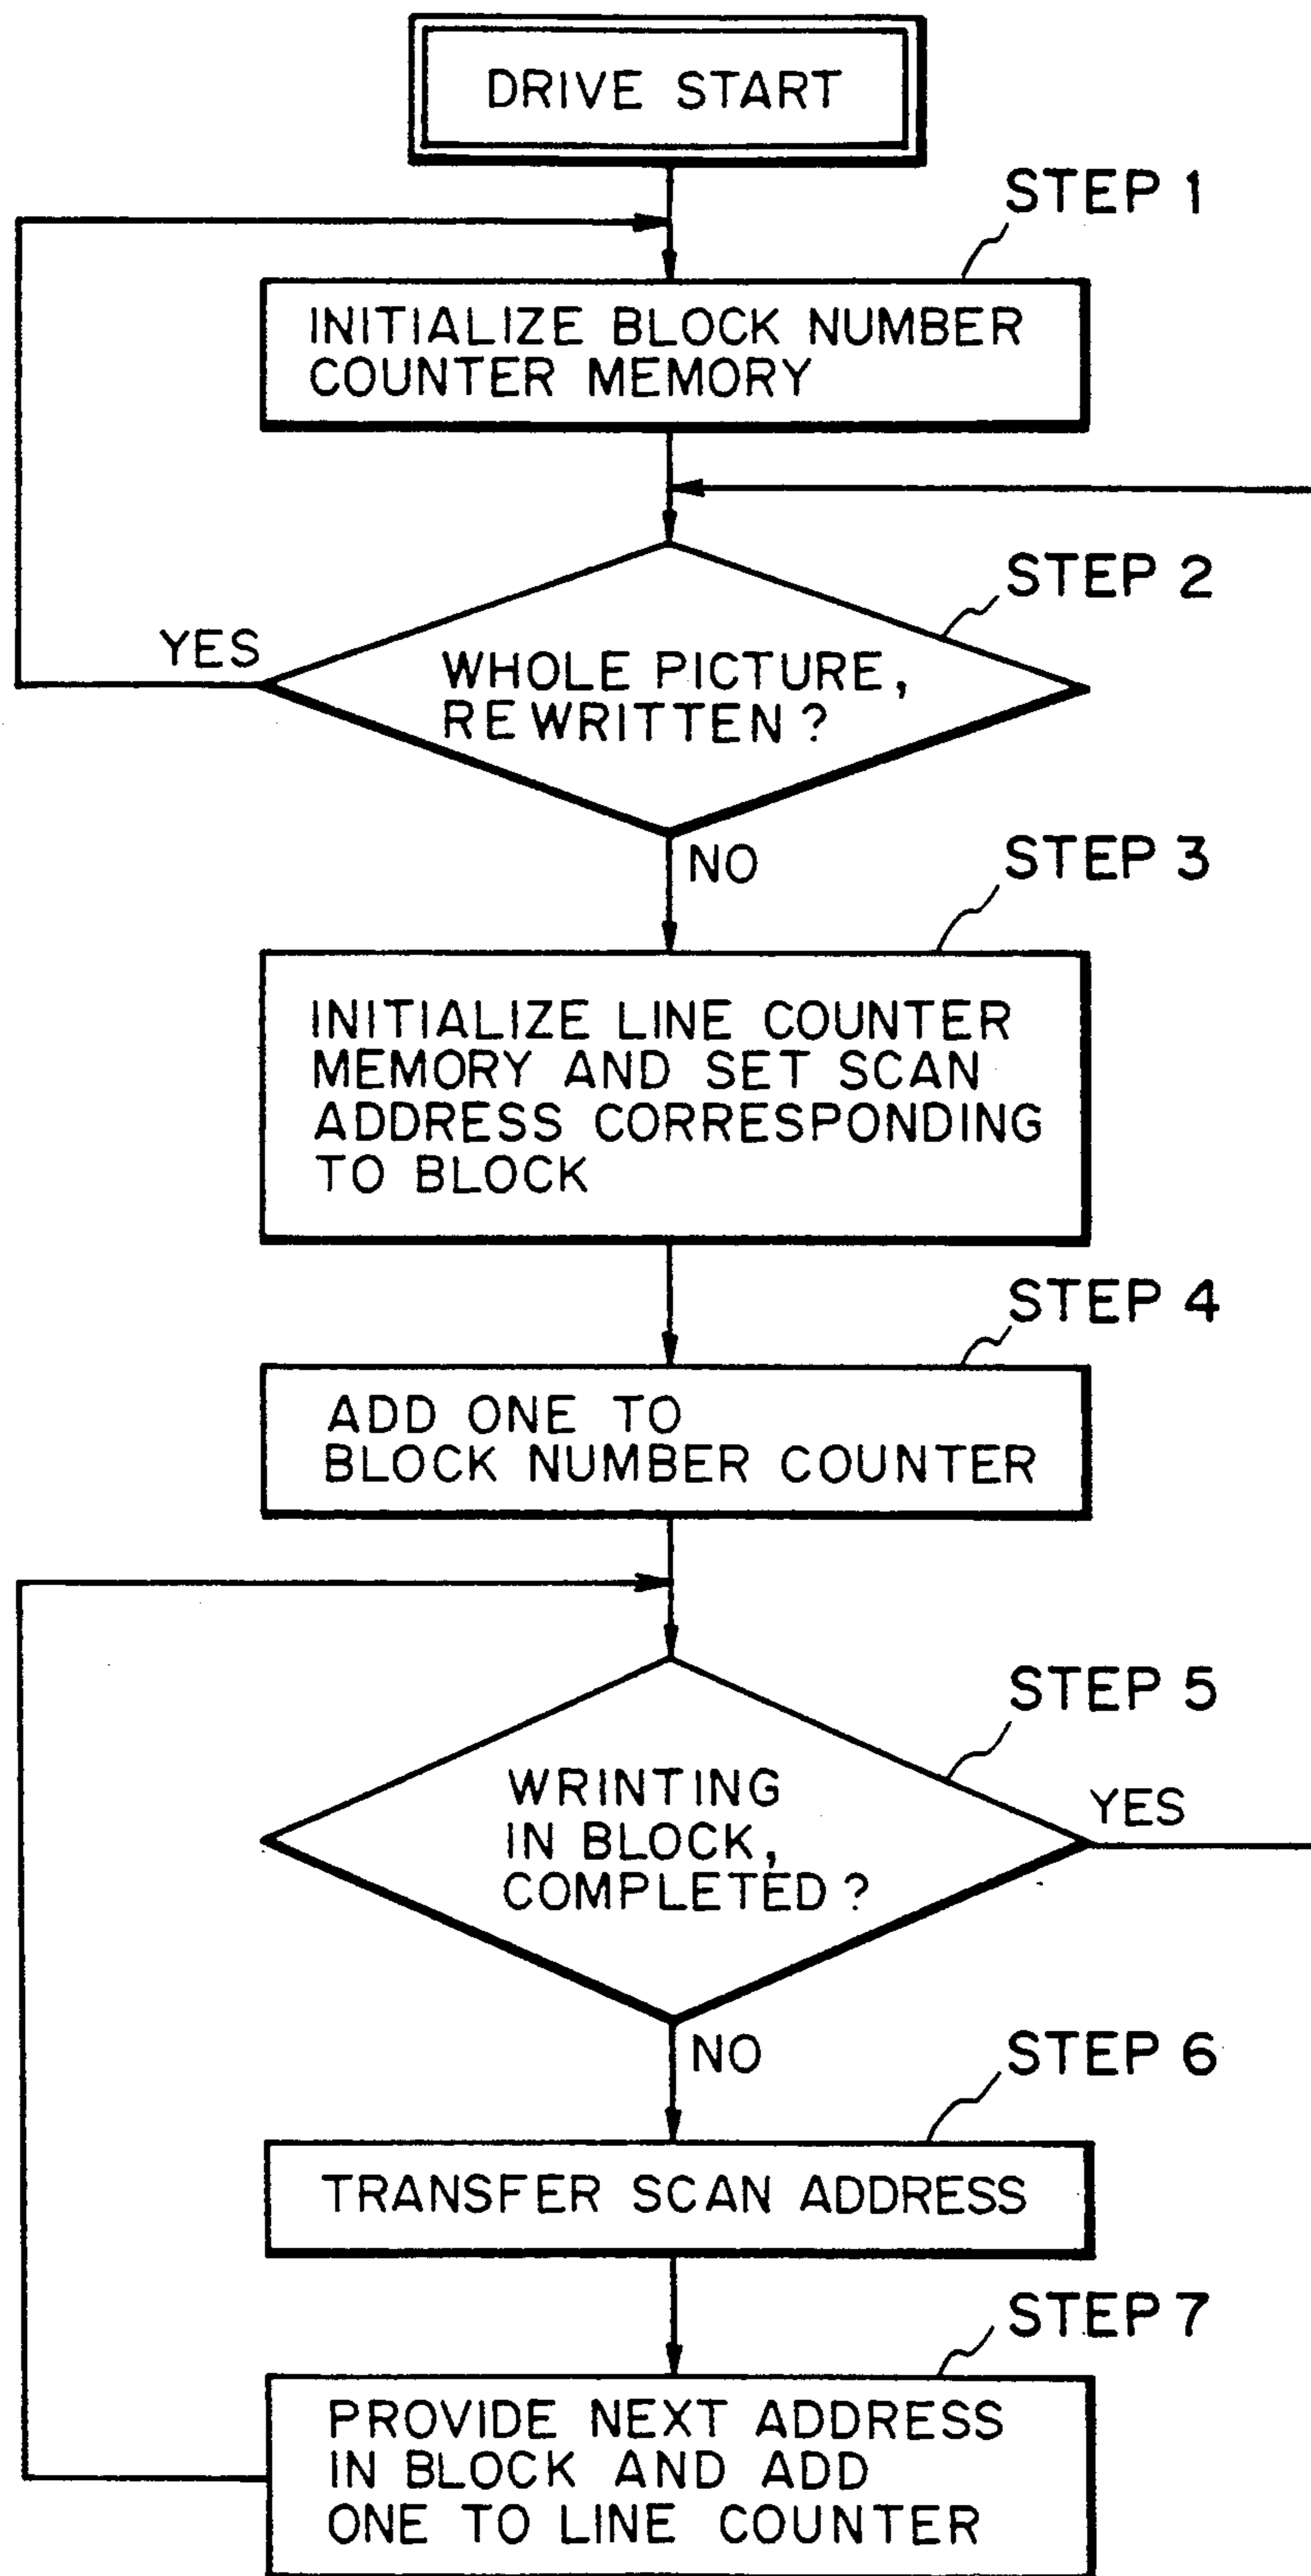 DRIVE START
STEP 1
INITIALIZE BLOCK NUMBER
COUNTER MEMORY
STEP 2
YES
WHOLE PICTURE,
REWRITTEN?
NO
STEP 3
INITIALIZE LINE COUNTER
MEMORY AND SET SCAN
ADDRESS CORRESPONDING
TO BLOCK
STEP 4
ADD ONE TO
BLOCK NUMBER COUNTER
STEP 5
WRINTING
IN BLOCK,
COMPLETED?
YES
NO
STEP 6
TRANSFER SCAN ADDRESS
STEP 7
PROVIDE NEXT ADDRESS
IN BLOCK AND ADD
ONE TO LINE COUNTER